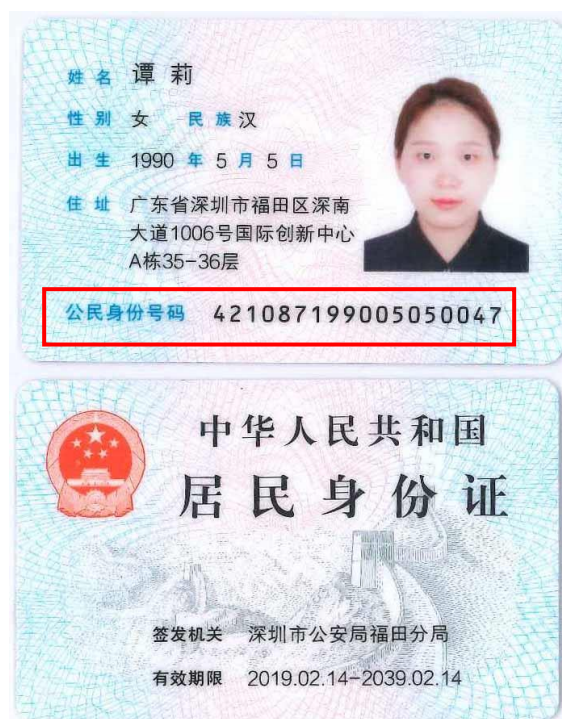 姓名 谭莉
性别 女 民族汉
出生 1990 年 5 月 5 日
住址 广东省深圳市福田区深南
大道1006号国际创新中心
A栋35-36层
公民身份号码 421087199005050047
中华人民共和国
居民身份证
签发机关 深圳市公安局福田分局
有效期限 2019.02.14-2039.02.14